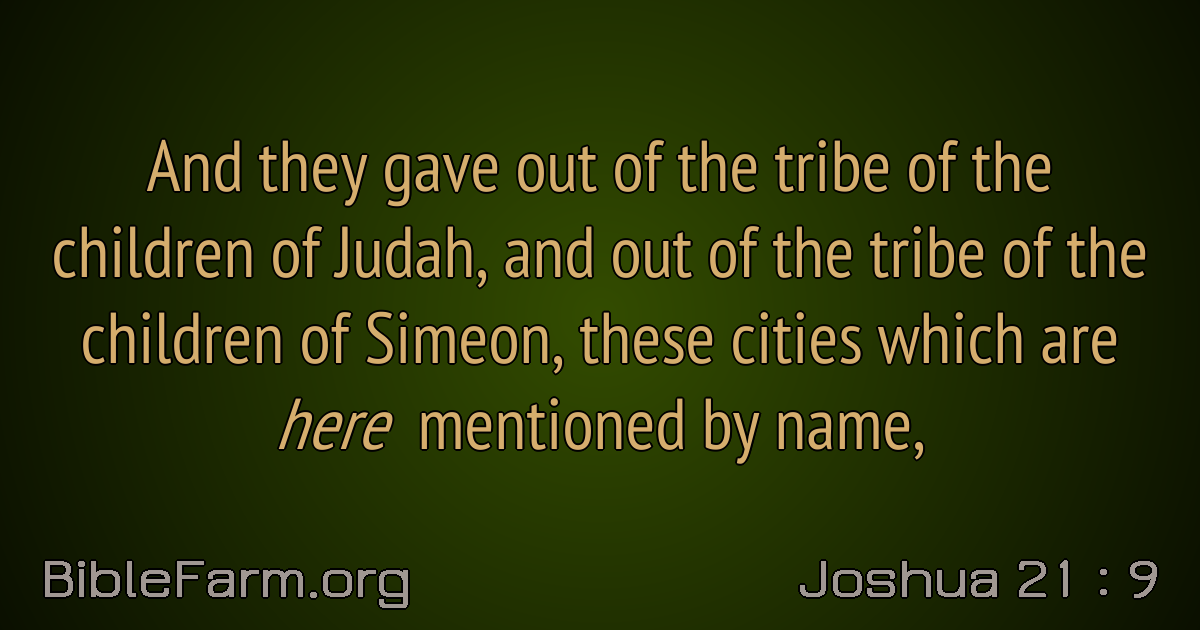 And they gave out of the tribe of the
children of Judah, and out of the tribe of the
children of Simeon, these cities which are
here mentioned by name,
BibleFarm.org
Joshua 21 : 9